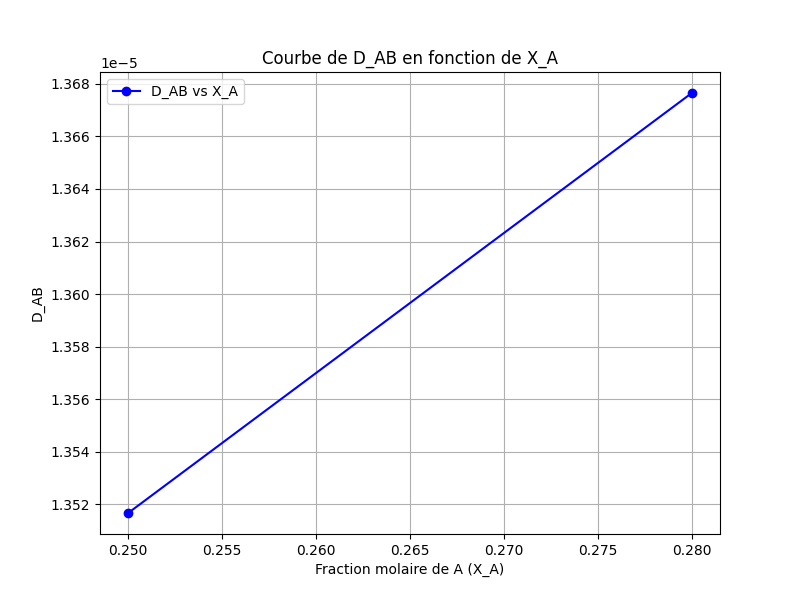 Courbe de D_AB en fonction de X_A
1e−5
D_AB vs X_A
1.368
1.366
1.364
1.362
1.360
1.358
1.356
1.354
1.352
D_AB
0.250 0.255 0.260 0.265 0.270 0.275 0.280
Fraction molaire de A (X_A)